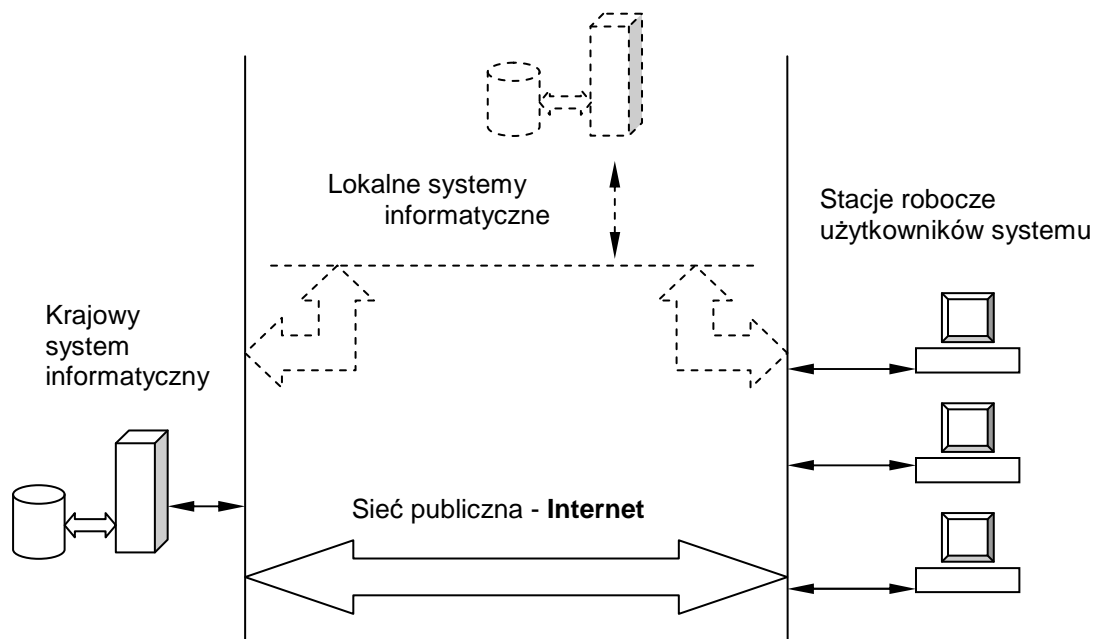 Lokalne systemy
informatyczne
Stacje robocze
użytkowników systemu
Krajowy
system
informatyczny
Sieć publiczna - Internet